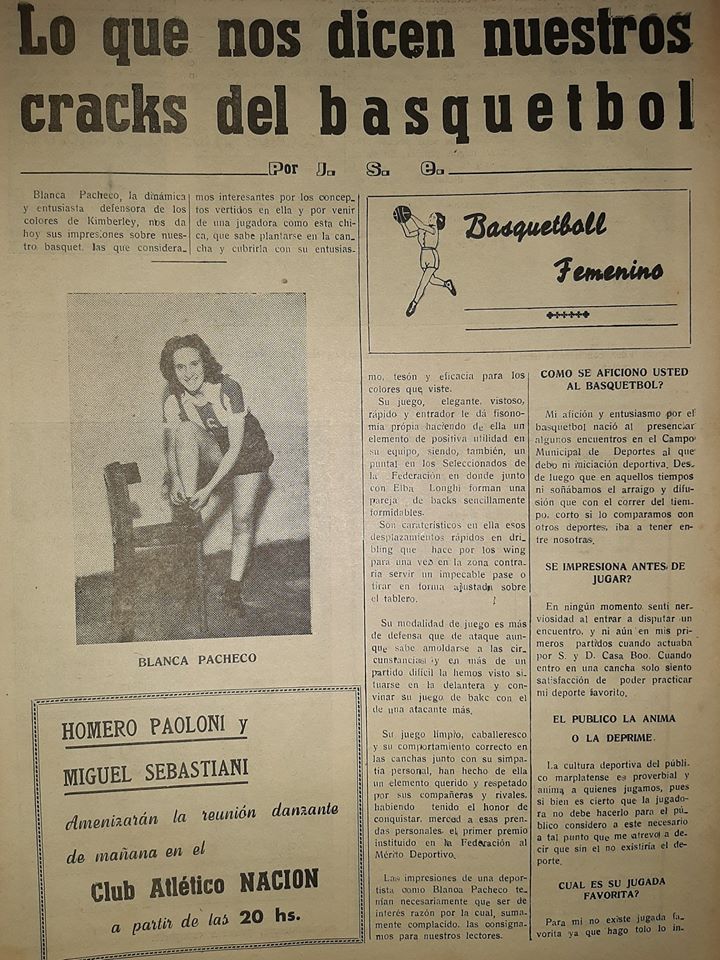 Lo que nos dicen nuestros
cracks del basquetbol
Por J. S. e.
Blanca Pacheco, la dinámica
y entusiasta defensora de los
colores de Kimberley, nos da
hoy sus impresiones sobre nues-
tro basquet, las que considera-
mos interesantes por los concep-
tos vertidos en ella y por venir
de una jugadora como esta chi-
ca, que sabe plantarse en la can-
cha y cubrirla con su entusias-
Basquetboll
Femenino
BLANCA PACHECO
HOMERO PAOLONI y
MIGUEL SEBASTIANI
Amenizarán la reunión danzante
de mañana en el
Club Atlético NACION
a partir de las 20 hs.
mo, tesón y eficacia para los
colores que viste.
Su juego, elegante, vistoso,
rápido y entrador le dá fisono-
mía própia haciendo de ella un
elemento de positiva utilidad en
su equipo, siendo, también, un
puntal en los Seleccionados de
la Federación en donde junto
con Elba Longhi forman una
pareja de backs sencillamente
formidables.
Son caraterísticos en ella esos
desplazamientos rápidos en dri-
bling que hace por los wing
para una vez en la zona contra-
ria servir un impecable pase o
tirar en forma ajustada sobre
el tablero.
Su modalidad de juego es más
de defensa que de ataque aun-
que sabe amoldarse a las cir-
cunstancias y en más de un
partido difícil la hemos visto si-
tuarse en la delantera y convi-
nar su juego de bakc con el
de una atacante más.
Su juego limpio, caballeresco
y su comportamiento correcto en
las canchas junto con su simpa-
tía personal, han hecho de ella
un elemento querido y respetado
por sus compañeras y rivales,
habiendo tenido el honor de
conquistar, merced a esas pren-
das personales, el primer premio
instituído en la Federación al
Mérito Deportivo.
Las impresiones de una depor-
tista como Blanca Pacheco te-
nían necesariamente que ser de
interés razón por la cual, suma-
mente complacido, las consigna-
mos para nuestros lectores.
COMO SE AFICIONO USTED
AL BASQUETBOL?
Mi afición y entusiasmo por el
basquetbol nació al presenciar
algunos encuentros en el Campo
Municipal de Deportes al que
debo mi iniciación deportiva. Des-
de luego que en aquellos tiempos
ni soñábamos el arraigo y difu-
sión que con el correr del tiem-
po, corto si lo comparamos con
otros deportes, iba a tener en-
tre nosotras.
SE IMPRESIONA ANTES DE
JUGAR?
En ningún momento sentí ner-
viosidad al entrar a disputar un
encuentro, y ni aún en mis pri-
meros partidos cuando actuaba
por S. y D. Casa Boo. Cuando
entro en una cancha solo siento
satisfacción de poder practicar
mi deporte favorito.
EL PUBLICO LA ANIMA
O LA DEPRIME.
La cultura deportiva del públi-
co marplatense es proverbial y
anima a quienes jugamos, pues
si bien es cierto que la jugado-
ra no debe hacerlo para el pú-
blico considero a este necesario
a tal punto que me atrevo a de-
cir que sin el no existiría el de-
porte.
CUAL ES SU JUGADA
FAVORITA?
Para mi no existe jugada fa-
vorita ya que hago tolo lo in-